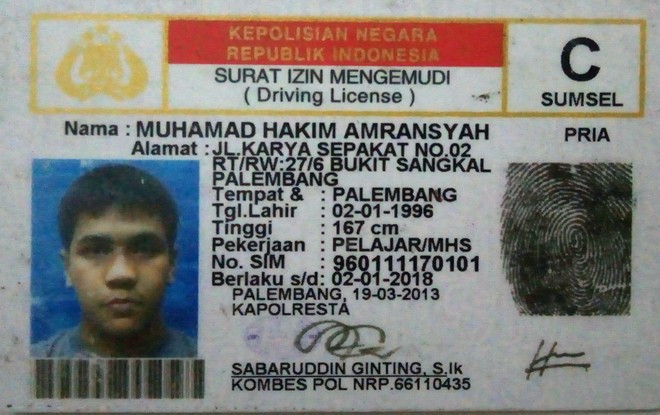 KEPOLISIAN NEGARA
REPUBLIK INDONESIA
SURAT IZIN MENGEMUDI
( Driving License )
C
SUMSEL
Nama : MUHAMAD HAKIM AMRANSYAH
PRIA
Alamat : JL.KARYA SEPAKAT NO.02
RT/RW:27/6 BUKIT SANGKAL
PALEMBANG
Tempat & : PALEMBANG
Tgl.Lahir : 02-01-1996
Tinggi : 167 cm
Pekerjaan : PELAJAR/MHS
No. SIM : 960111170101
Berlaku s/d: 02-01-2018
PALEMBANG, 19-03-2013
KAPOLRESTA
SABARUDDIN GINTING, S,Ik
KOMBES POL NRP.66110435